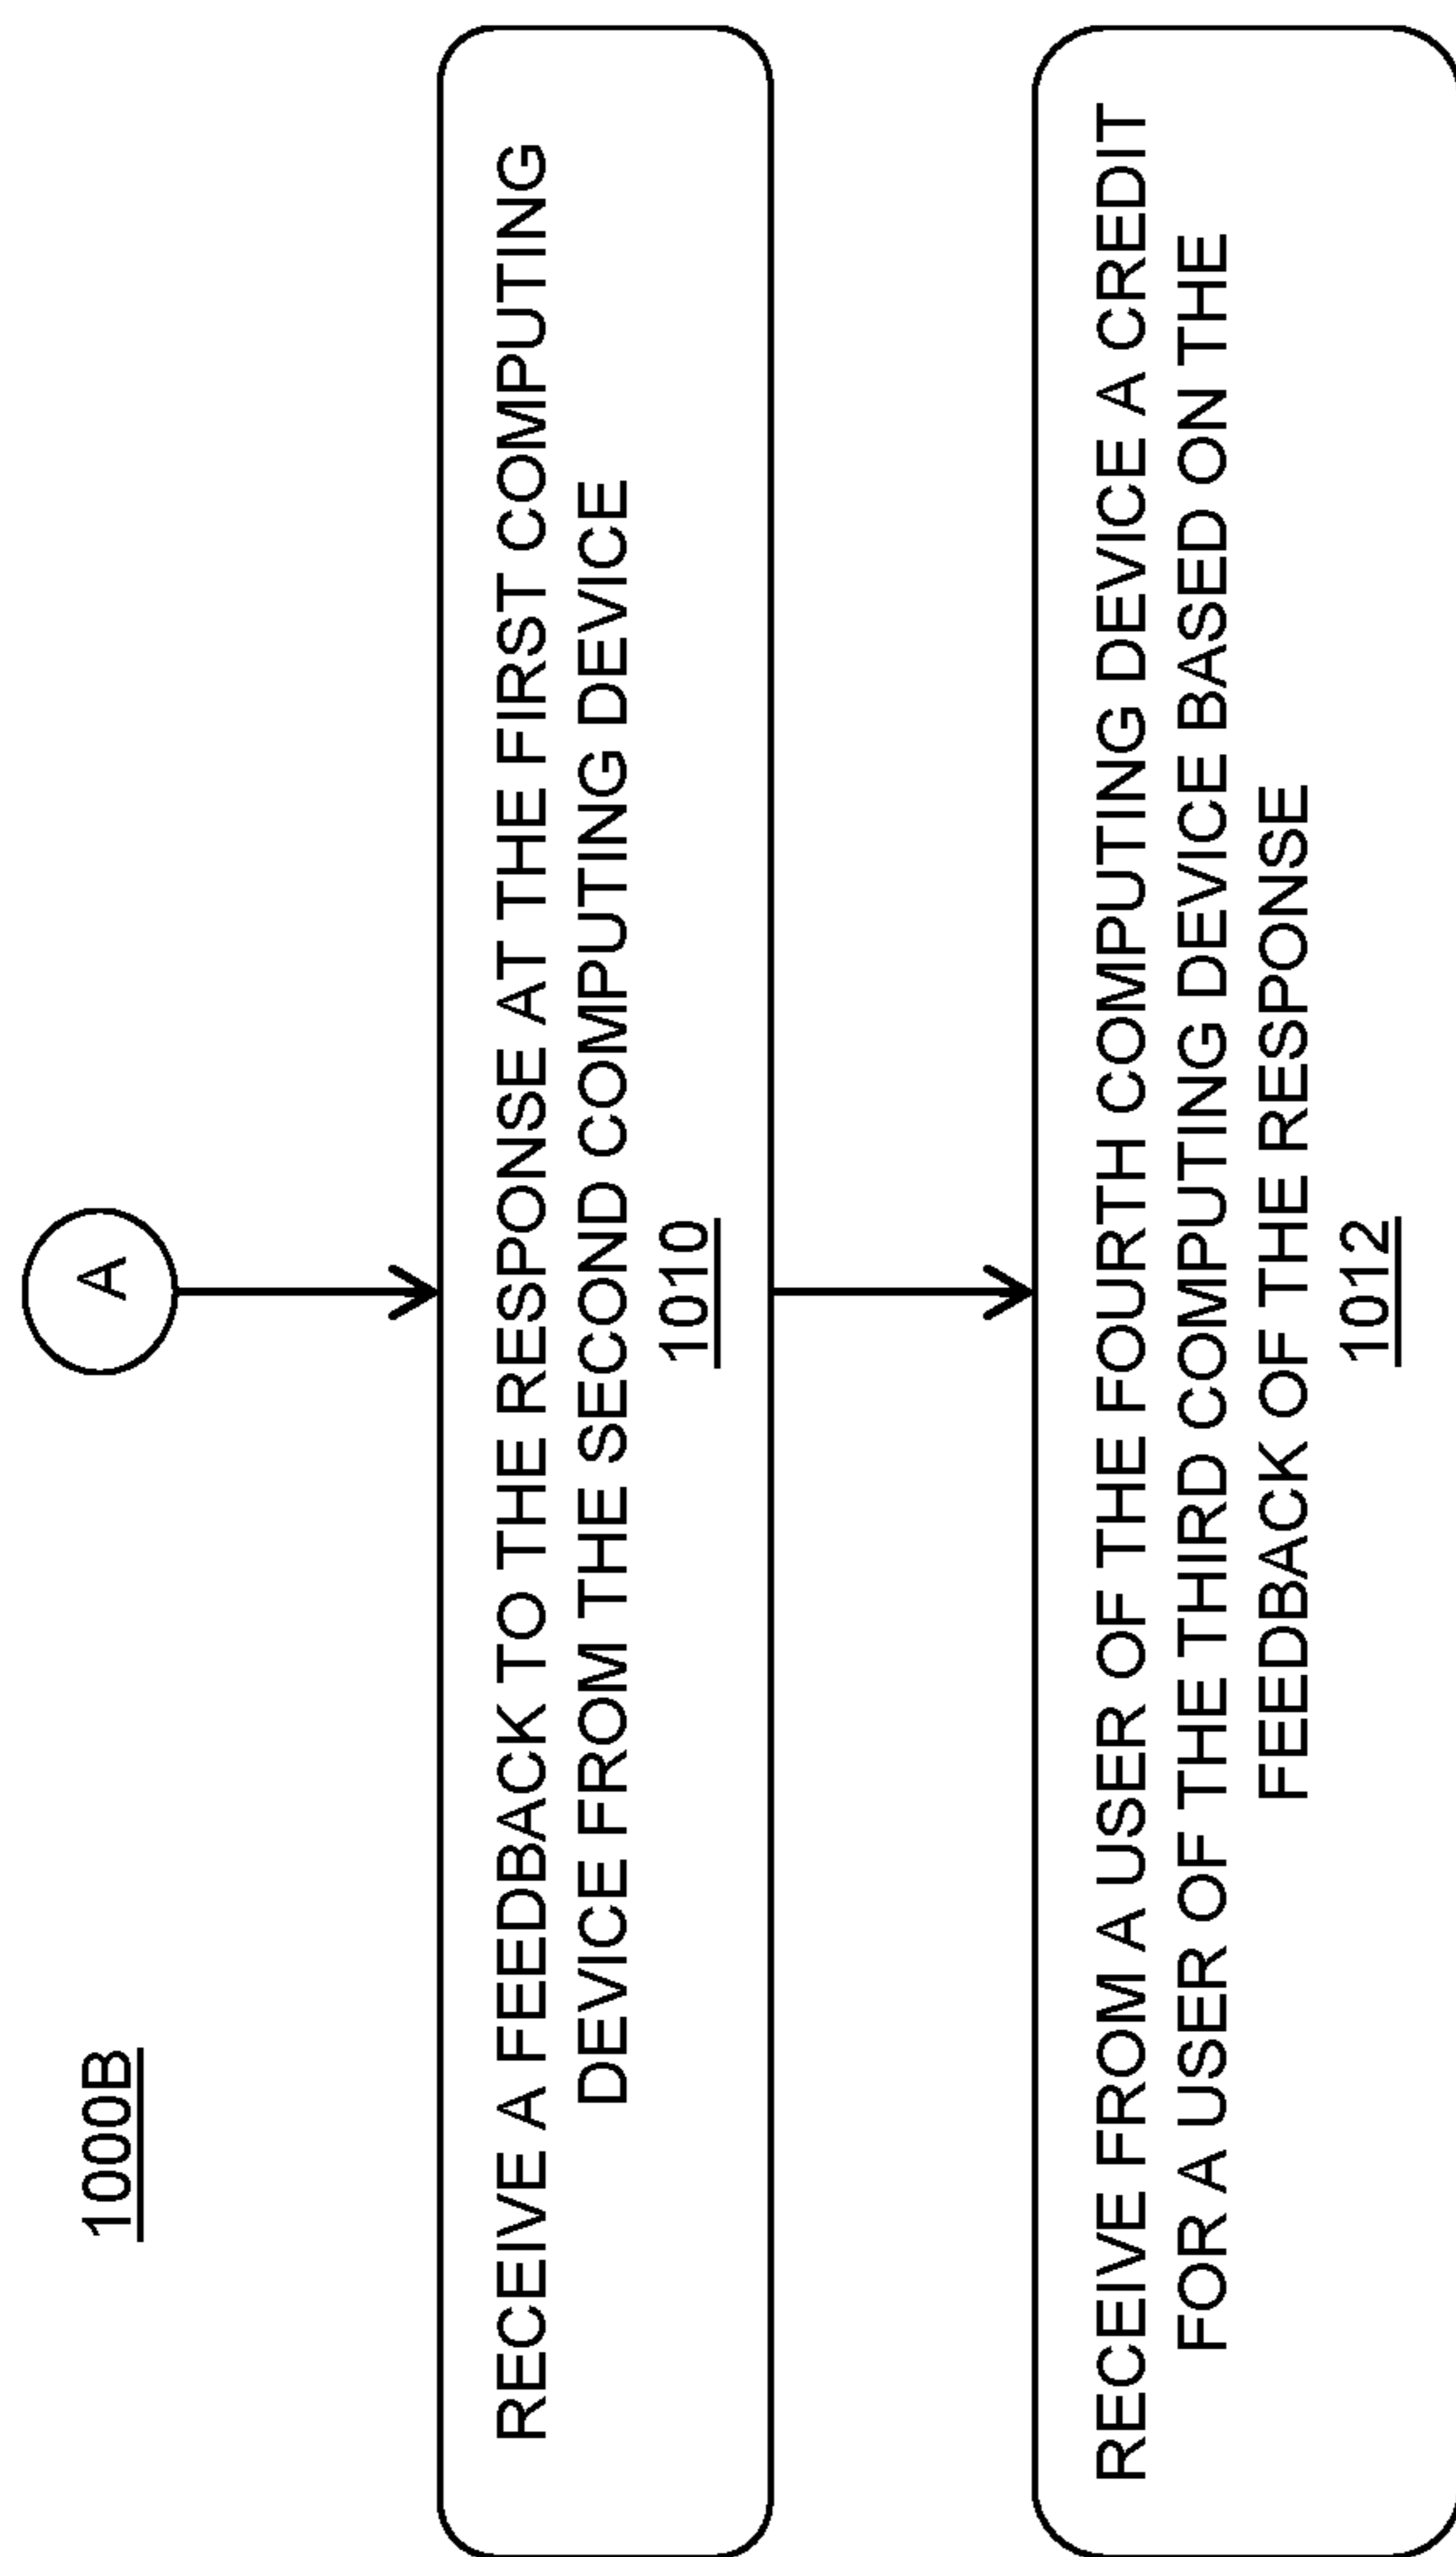 1000B
A
RECEIVE A FEEDBACK TO THE RESPONSE AT THE FIRST COMPUTING
DEVICE FROM THE SECOND COMPUTING DEVICE
1010
RECEIVE FROM A USER OF THE FOURTH COMPUTING DEVICE A CREDIT
FOR A USER OF THE THIRD COMPUTING DEVICE BASED ON THE
FEEDBACK OF THE RESPONSE
1012